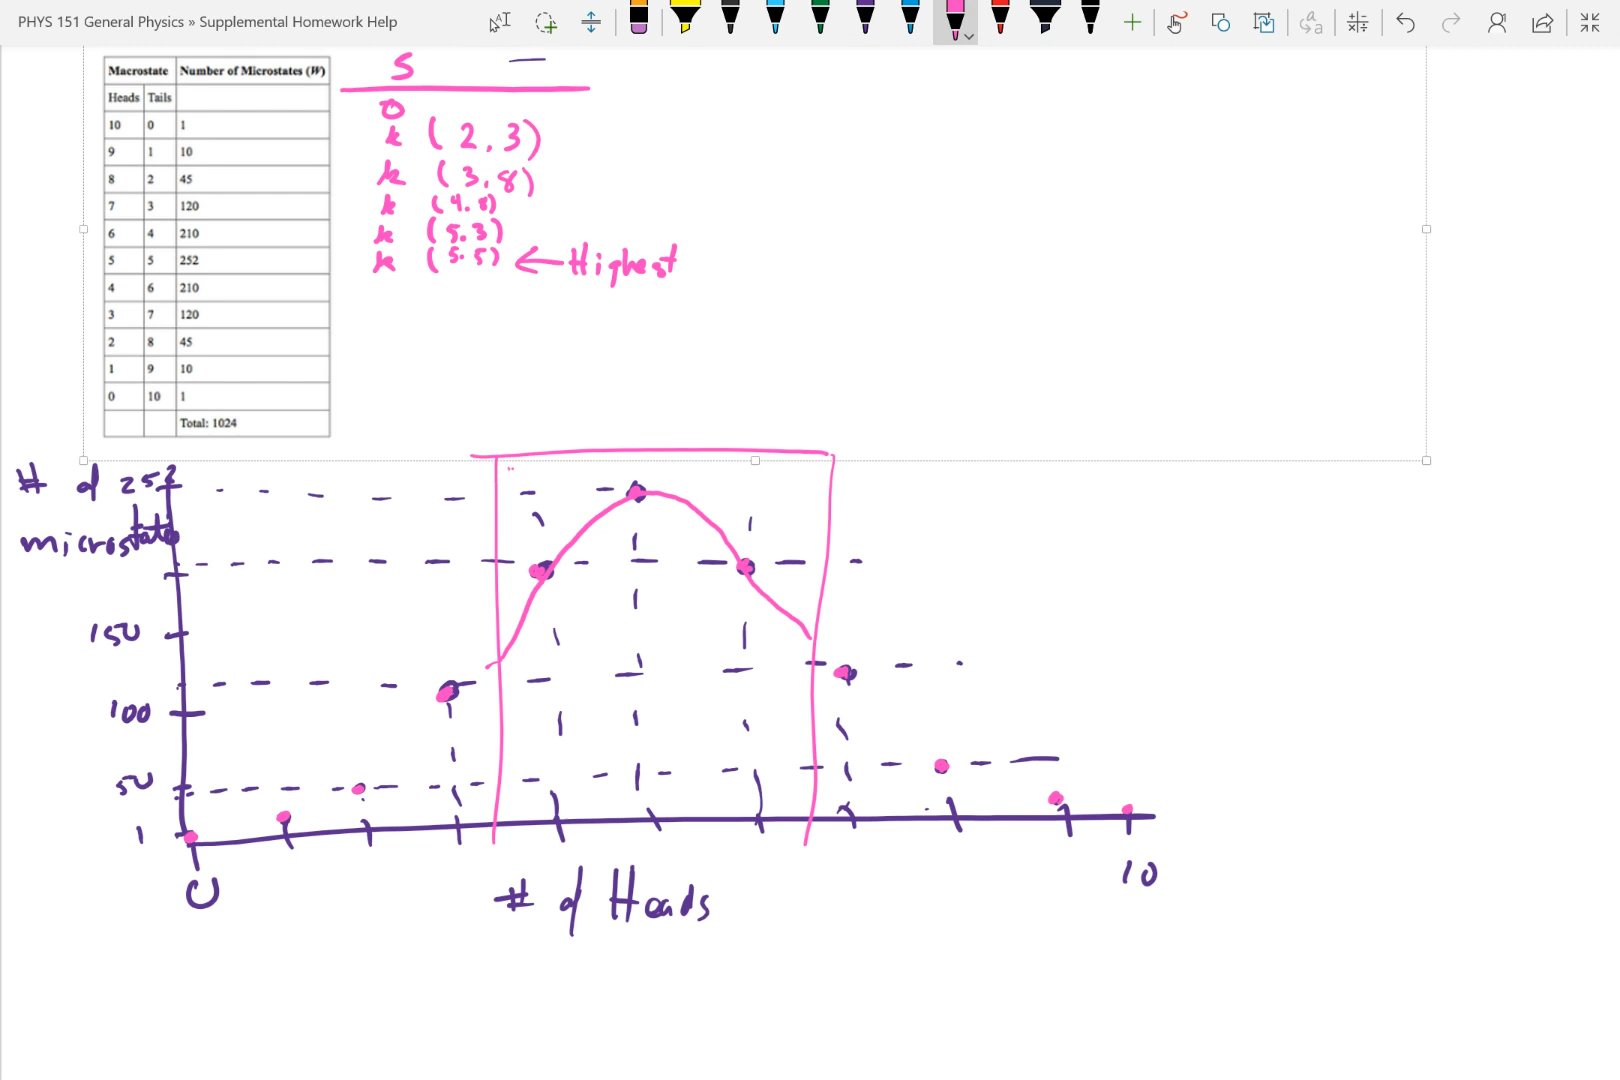 PHYS 151 General Physics » Supplemental Homework Help
Macrostate Number of Microstates (W)
Heads Tails
10 0 1
9 1 10
8 2 45
7 3 120
6 4 210
5 5 252
4 6 210
3 7 120
2 8 45
1 9 10
0 10 1
Total: 1024
S
0
k (2.3)
k (3.8)
k (4.8)
k (5.3)
k (5.5) ← Highest
# of 252
microstate
150
100
50
1
0
10
# of Heads